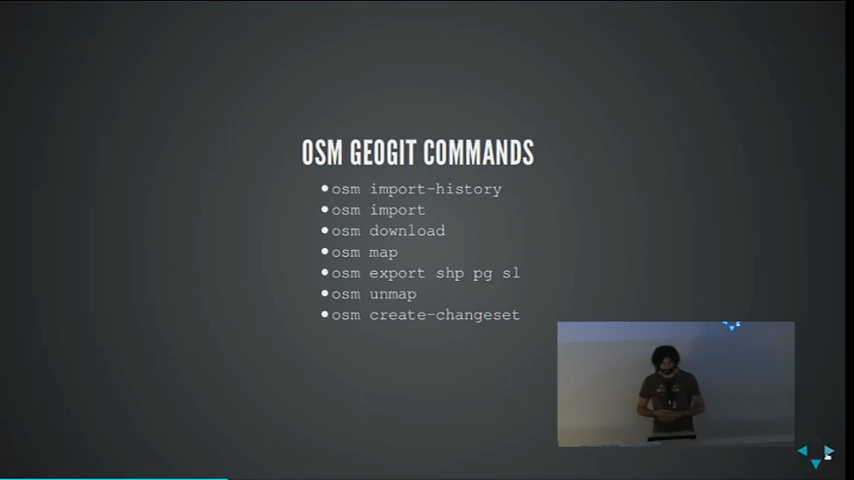 OSM GEOGIT COMMANDS
osm import-history
osm import
osm download
osm map
osm export shp pg sl
osm unmap
osm create-changeset